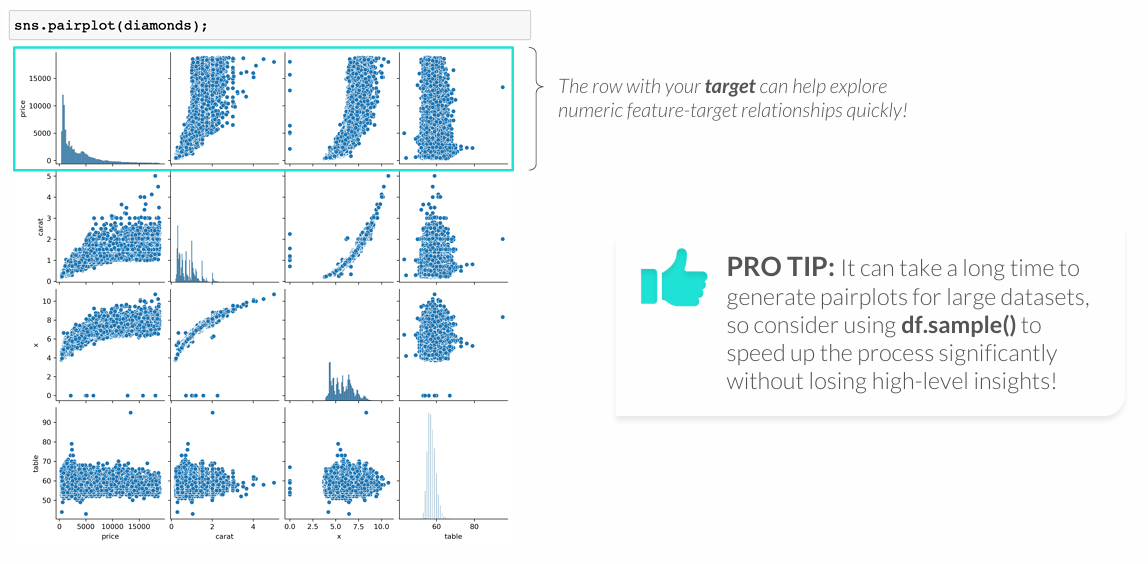 sns.pairplot(diamonds);
The row with your target can help explore
numeric feature-target relationships quickly!
price
15000
10000
5000
0
carat
5
4
3
2
1
0
x
10
8
6
4
2
0
table
90
80
70
60
50
0 5000 10000 15000
price
0 2 4
carat
0.0 2.5 5.0 7.5 10.0
x
60 80
table
PRO TIP: It can take a long time to
generate pairplots for large datasets,
so consider using df.sample() to
speed up the process significantly
without losing high-level insights!